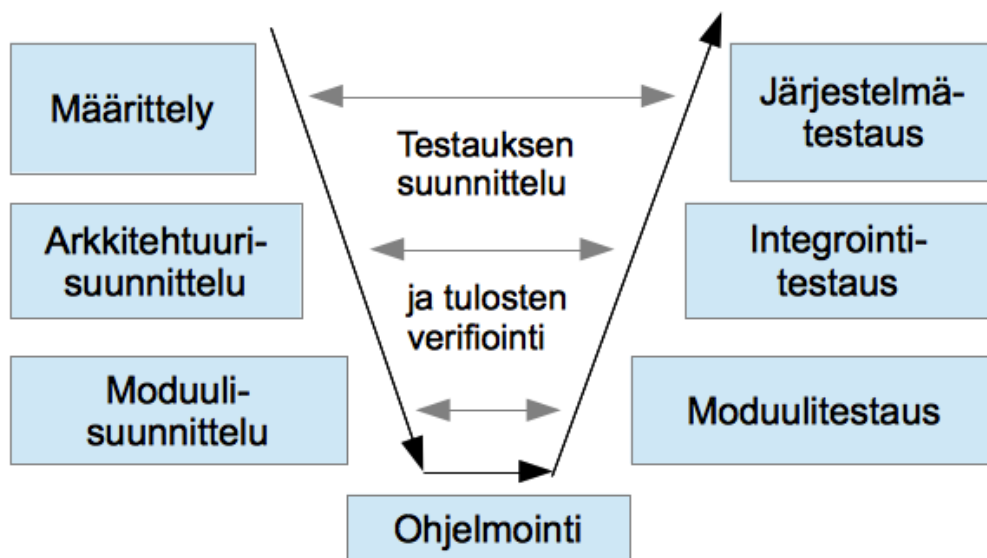 Määrittely
Järjestelmä-
testaus
Testauksen
suunnittelu
Arkkitehtuuri-
suunnittelu
Integrointi-
testaus
ja tulosten
verifiointi
Moduuli-
suunnittelu
Moduulitestaus
Ohjelmointi